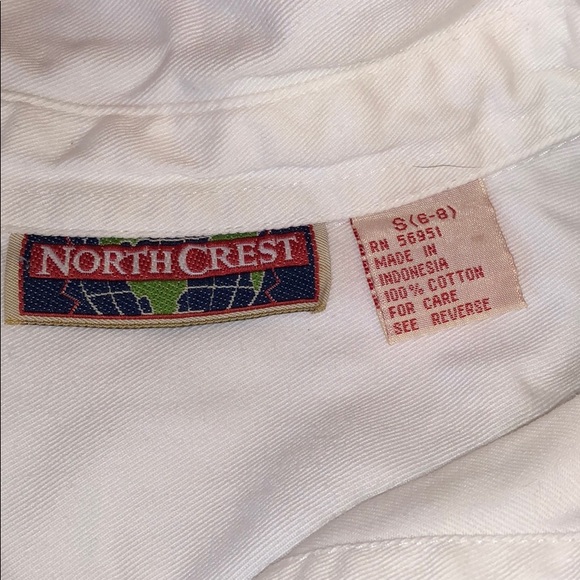 NORTHCREST
S(6-8)
RN 56951
MADE IN
INDONESIA
100% COTTON
FOR CARE
SEE REVERSE